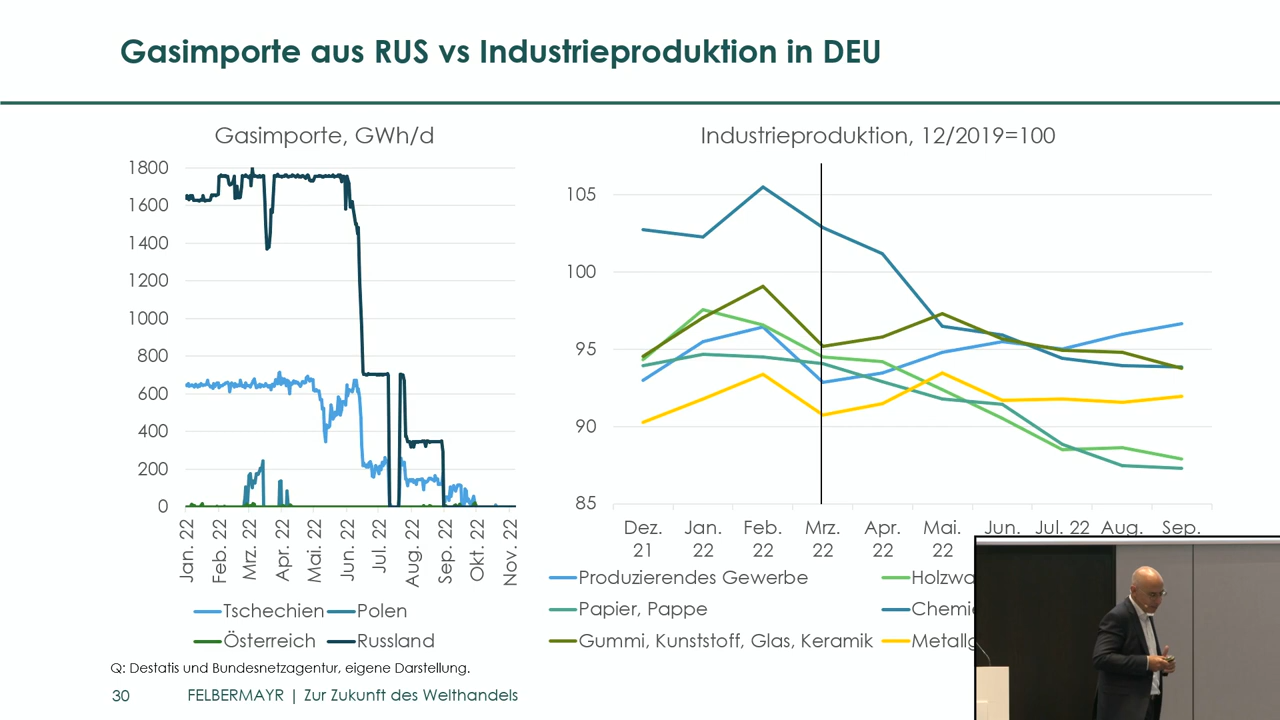 Gasimporte aus RUS vs Industrieproduktion in DEU
Gasimporte, GWh/d
1800
1600
1400
1200
1000
800
600
400
200
0
Jan. 22
Feb. 22
Mrz. 22
Apr. 22
Mai. 22
Jun. 22
Jul. 22
Aug. 22
Sep. 22
Okt. 22
Nov. 22
Tschechien
Polen
Österreich
Russland
Industrieproduktion, 12/2019=100
105
100
95
90
85
Dez. 21
Jan. 22
Feb. 22
Mrz. 22
Apr. 22
Mai. 22
Jun.
Jul. 22
Aug.
Sep.
Produzierendes Gewerbe
Papier, Pappe
Gummi, Kunststoff, Glas, Keramik
Q: Destatis und Bundesnetzagentur, eigene Darstellung.
30 FELBERMAYR | Zur Zukunft des Welthandels